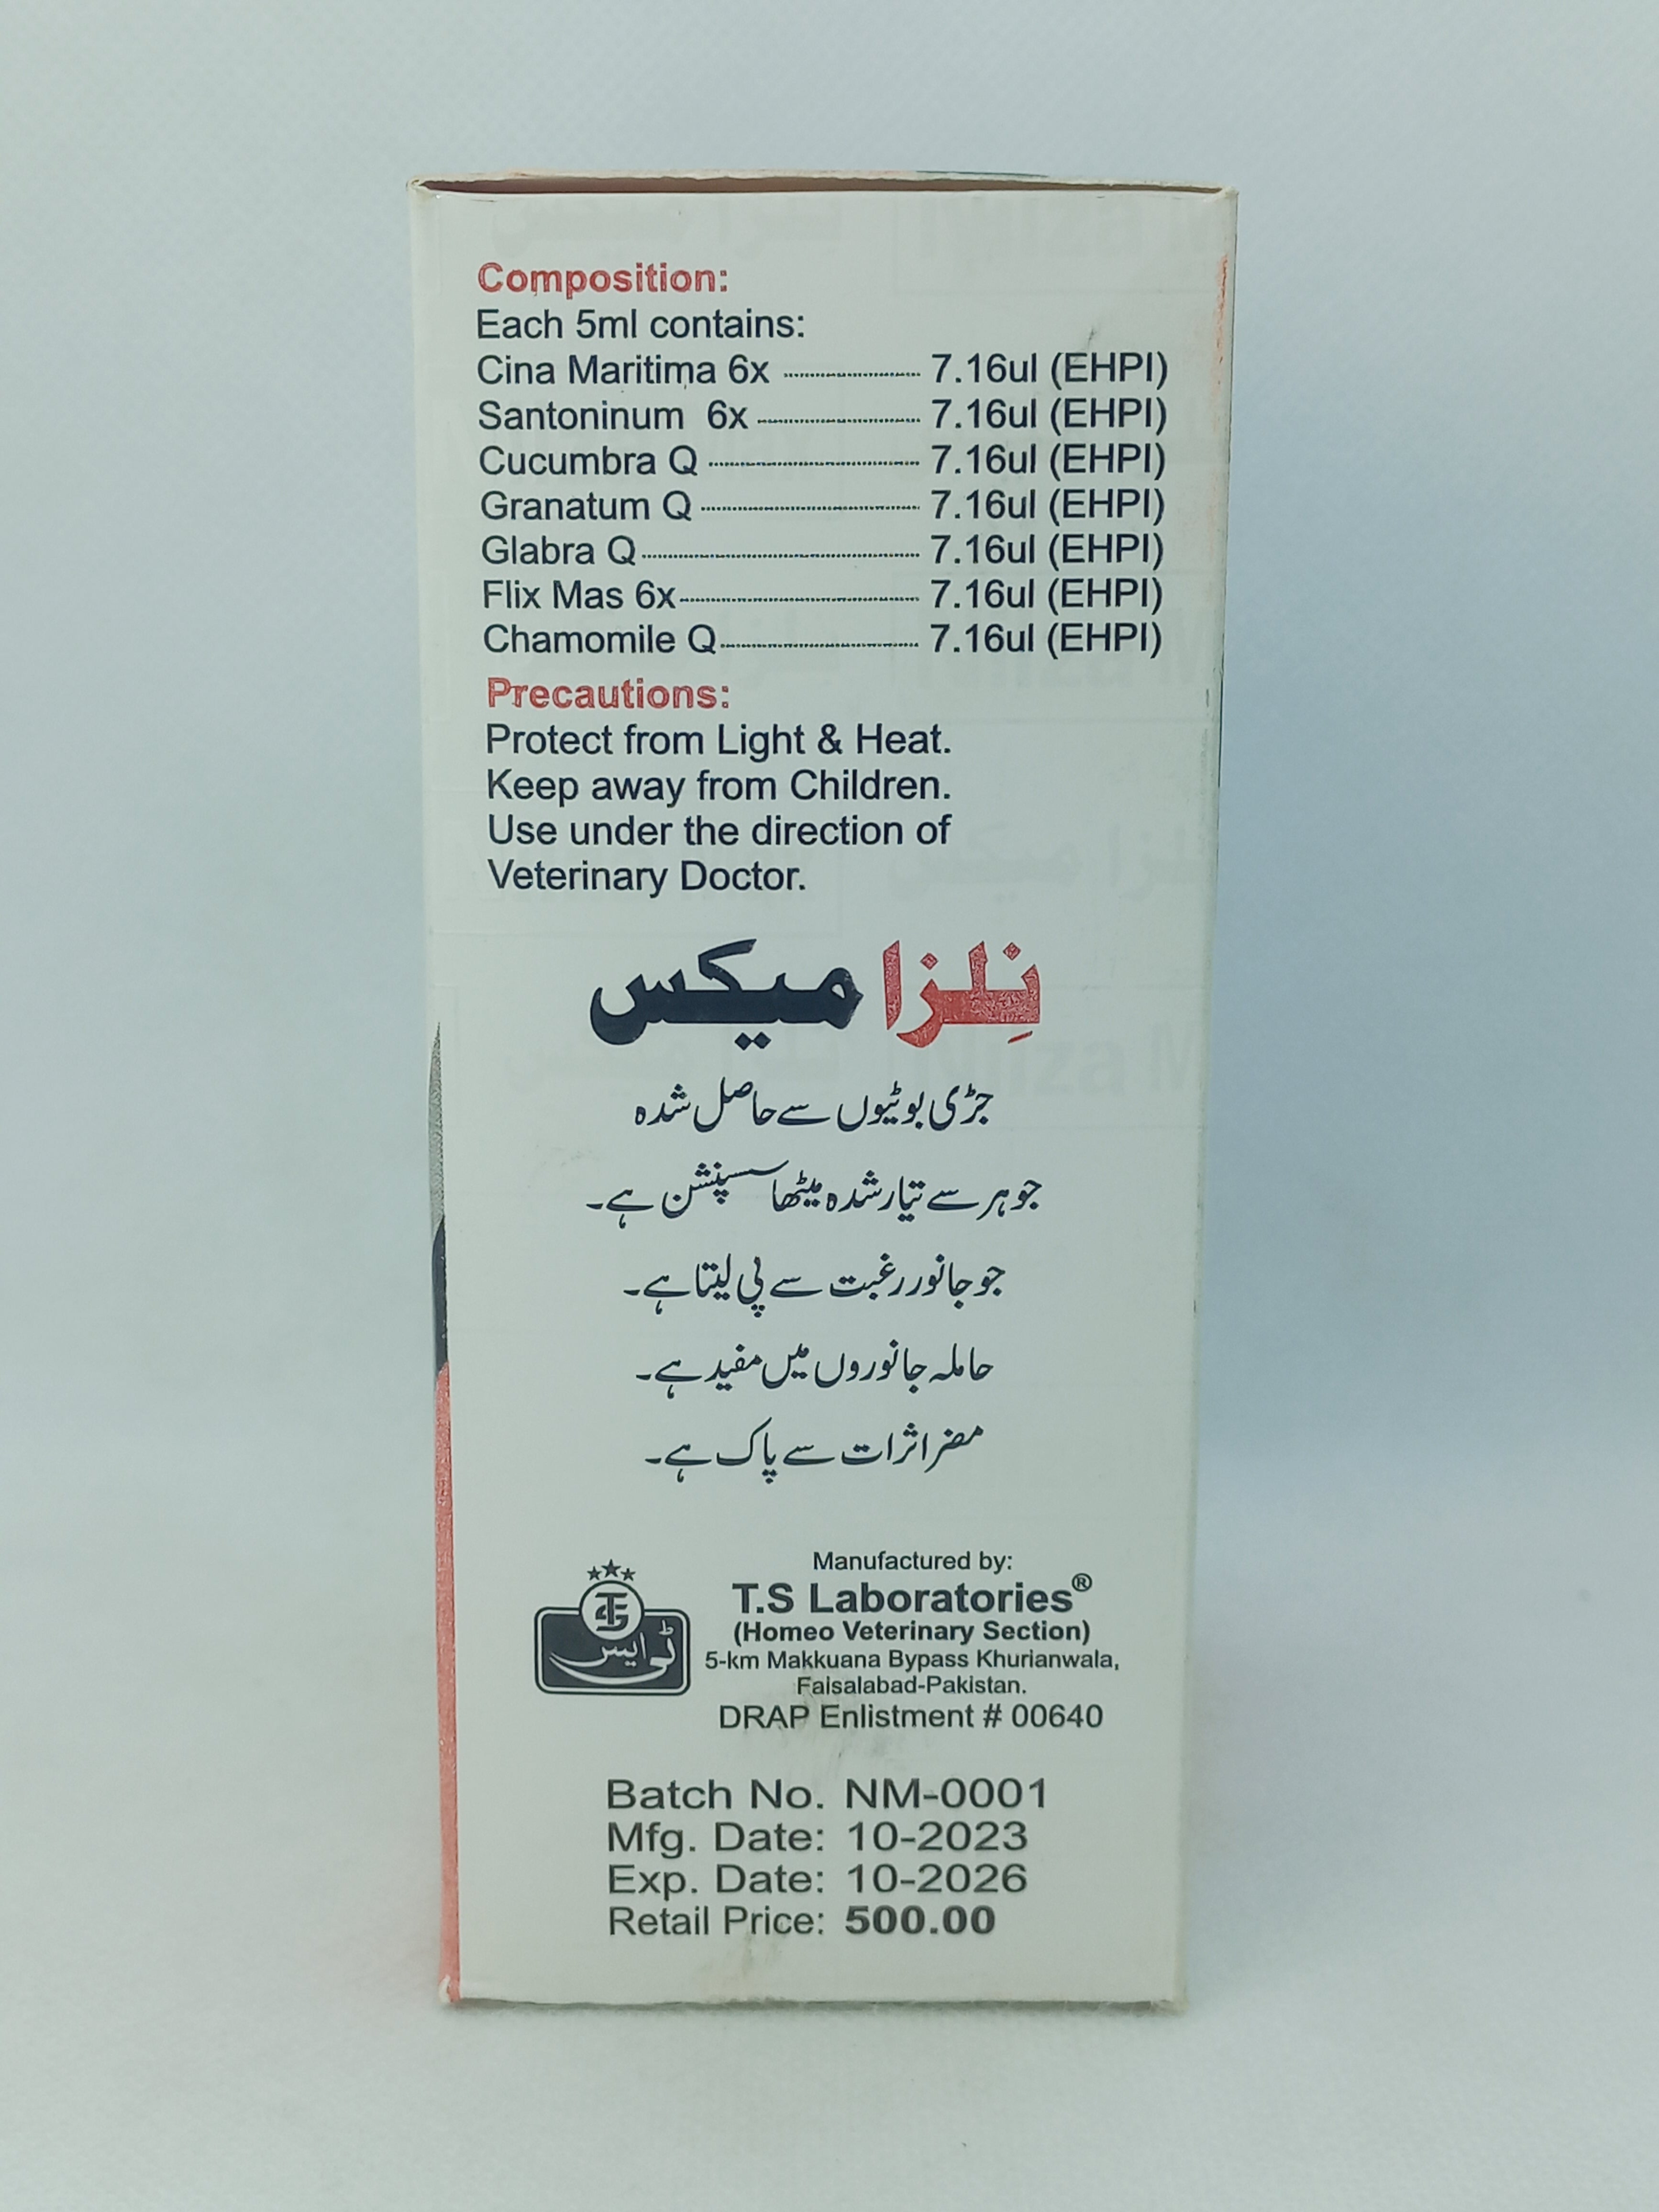 Composition:
Each 5ml contains:
Cina Maritima 6x ---------- 7.16ul (EHPI)
Santoninum 6x ---------- 7.16ul (EHPI)
Cucumbra Q ---------- 7.16ul (EHPI)
Granatum Q ---------- 7.16ul (EHPI)
Glabra Q ---------- 7.16ul (EHPI)
Flix Mas 6x ---------- 7.16ul (EHPI)
Chamomile Q ---------- 7.16ul (EHPI)
Precautions:
Protect from Light & Heat.
Keep away from Children.
Use under the direction of
Veterinary Doctor.
نِلزا میکس
جڑی بوٹیوں سے حاصل شدہ
جوہر سے تیار شدہ میٹھا سسپنشن ہے۔
جو جانور رغبت سے پی لیتا ہے۔
حاملہ جانوروں میں مفید ہے۔
مضر اثرات سے پاک ہے۔
TS
ٹی ایس
Manufactured by:
T.S Laboratories®
(Homeo Veterinary Section)
5-km Makkuana Bypass Khurianwala,
Faisalabad-Pakistan.
DRAP Enlistment # 00640
Batch No. NM-0001
Mfg. Date: 10-2023
Exp. Date: 10-2026
Retail Price: 500.00